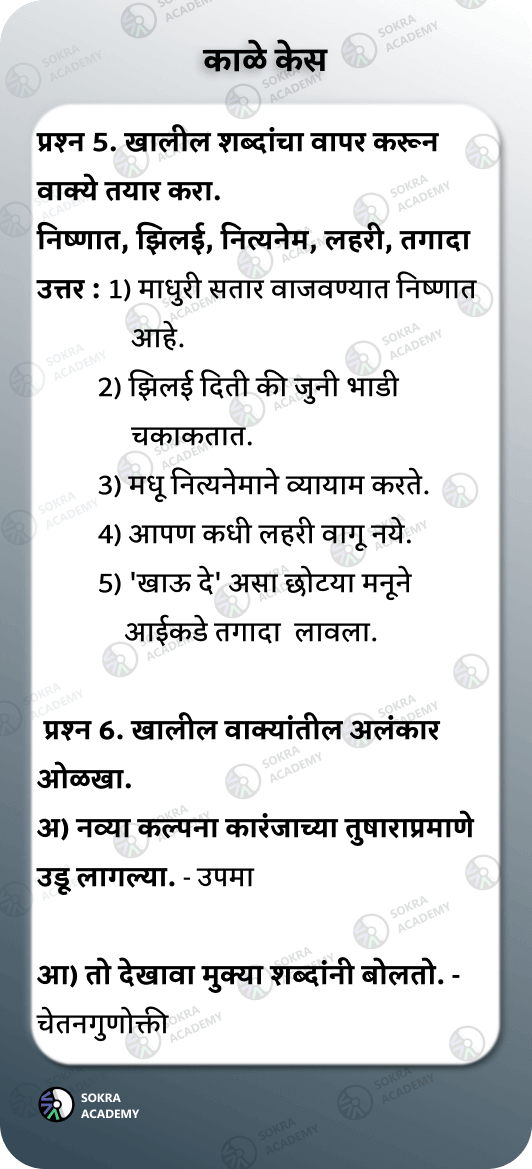 काळे केस
प्रश्न 5. खालील शब्दांचा वापर करून
वाक्ये तयार करा.
निष्णात, झिलई, नित्यनेम, लहरी, तगादा
उत्तर : 1) माधुरी सतार वाजवण्यात निष्णात
आहे.
2) झिलई दिती की जुनी भाडी
चकाकतात.
3) मधू नित्यनेमाने व्यायाम करते.
4) आपण कधी लहरी वागू नये.
5) 'खाऊ दे' असा छोटया मनूने
आईकडे तगादा लावला.
प्रश्न 6. खालील वाक्यांतील अलंकार
ओळखा.
अ) नव्या कल्पना कारंजाच्या तुषाराप्रमाणे
उडू लागल्या. - उपमा
आ) तो देखावा मुक्या शब्दांनी बोलतो. -
चेतनगुणोक्ती
SOKRA
ACADEMY